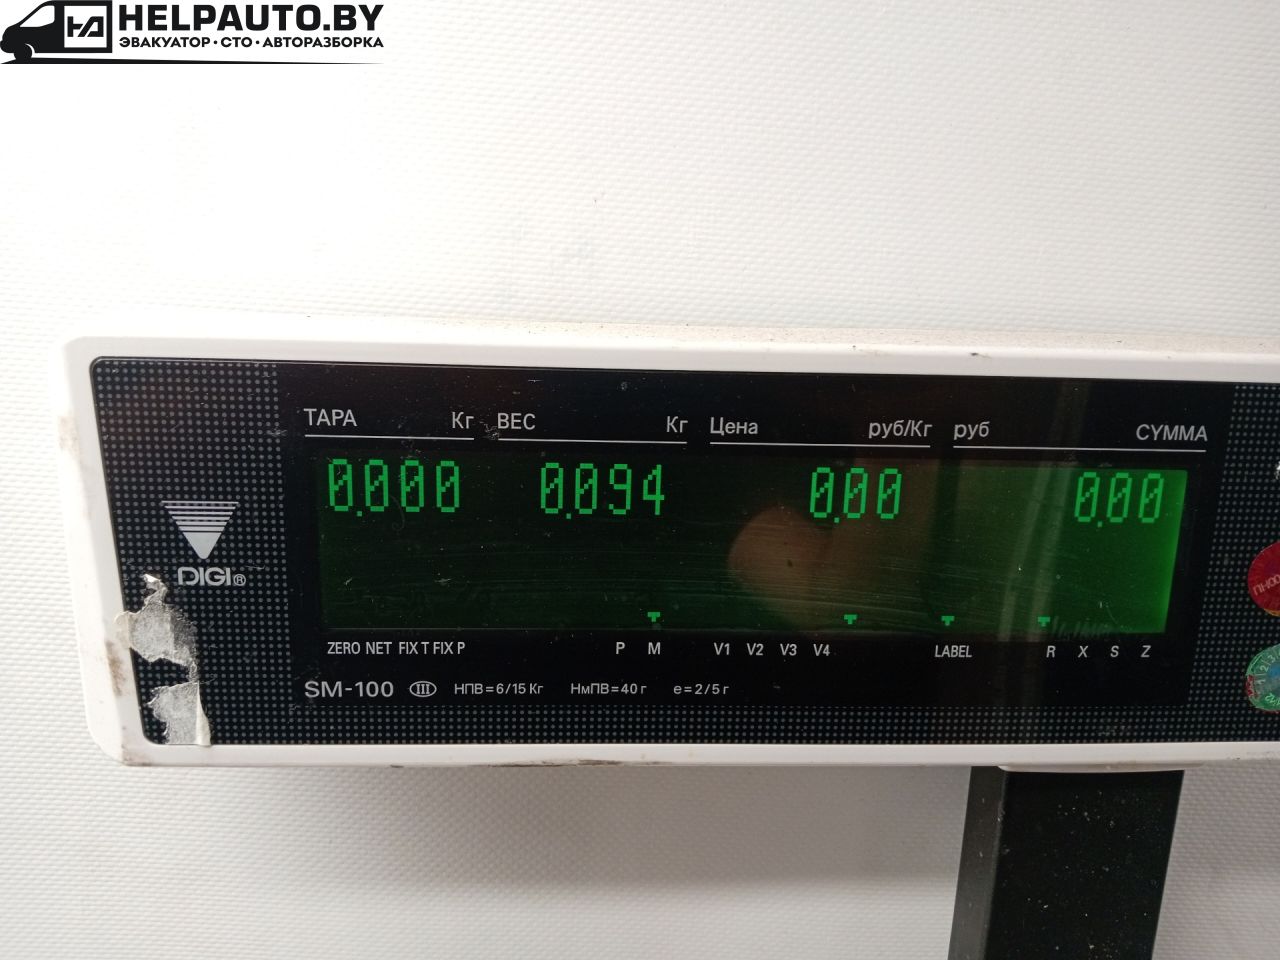 HELPAUTO.BY
ЭВАКУАТОР · СТО · АВТОРАЗБОРКА
ТАРА Кг ВЕС Кг Цена руб/Кг руб СУММА
0.000 0.094 0.00 0.00
DIGI®
ZERO NET FIX T FIX P P M V1 V2 V3 V4 LABEL R X S Z
SM-100 III НПВ=6/15 Кг НмПВ=40 г е=2/5 г